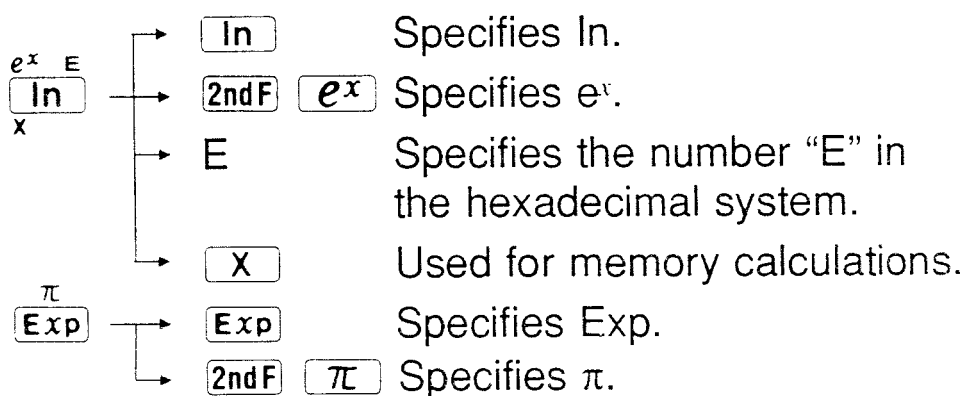 ln Specifies ln.
eˣ E
ln
x
2ndF eˣ Specifies eˣ.
E Specifies the number “E” in
the hexadecimal system.
X Used for memory calculations.
π
Exp
Exp Specifies Exp.
2ndF π Specifies π.